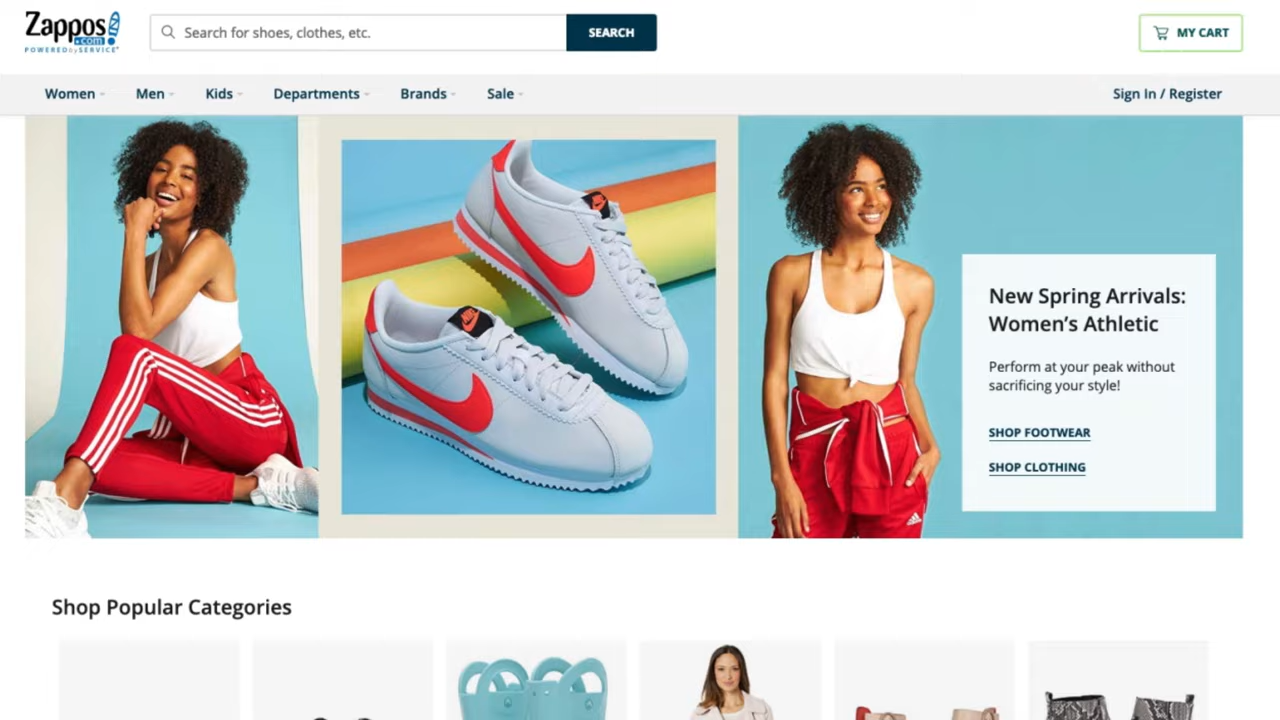 Zappos
.com
POWERED by SERVICE™
Search for shoes, clothes, etc.
SEARCH
MY CART
Women
Men
Kids
Departments
Brands
Sale
Sign In / Register
New Spring Arrivals:
Women's Athletic
Perform at your peak without
sacrificing your style!
SHOP FOOTWEAR
SHOP CLOTHING
Shop Popular Categories